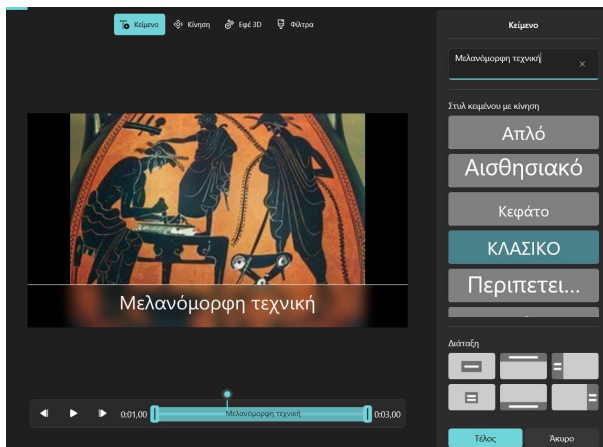 Κείμενο
Κίνηση
Εφέ 3D
Φίλτρα
Κείμενο
Μελανόμορφη τεχνική
Στυλ κειμένου με κίνηση
Απλό
Αισθησιακό
Κεφάτο
ΚΛΑΣΙΚΟ
Περιπετει...
Μελανόμορφη τεχνική
Διάταξη
0:01,00
Μελανόμορφη τεχνική
0:03,00
Τέλος
Άκυρο